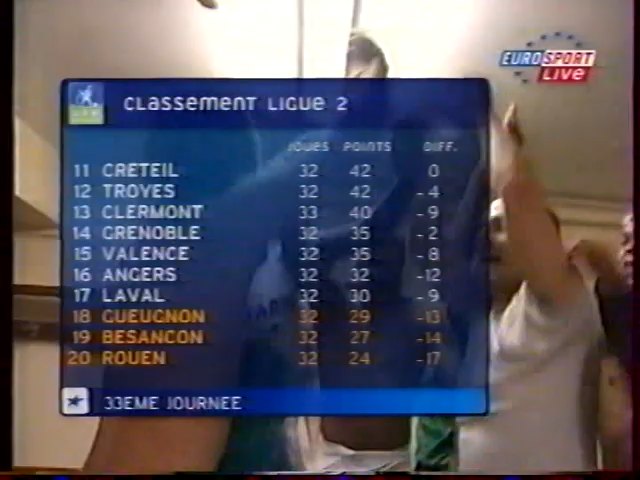 EUROSPORT
LIVE
CLASSEMENT LIGUE 2
JOUES POINTS DIFF.
11 CRETEIL 32 42 0
12 TROYES 32 42 -4
13 CLERMONT 33 40 -9
14 GRENOBLE 32 35 -2
15 VALENCE 32 35 -8
16 ANGERS 32 32 -12
17 LAVAL 32 30 -9
18 GUEUGNON 32 29 -13
19 BESANCON 32 27 -14
20 ROUEN 32 24 -17
33EME JOURNEE